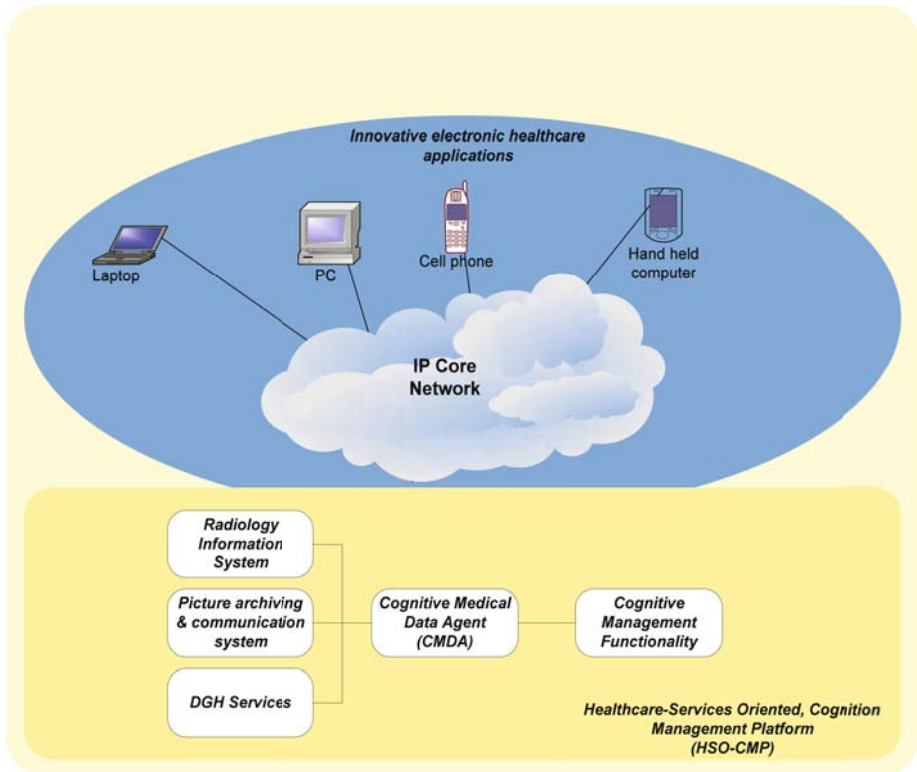 Innovative electronic healthcare
applications
Laptop
PC
Cell phone
Hand held
computer
IP Core
Network
Radiology
Information
System
Picture archiving
& communication
system
DGH Services
Cognitive Medical
Data Agent
(CMDA)
Cognitive
Management
Functionality
Healthcare-Services Oriented, Cognition
Management Platform
(HSO-CMP)